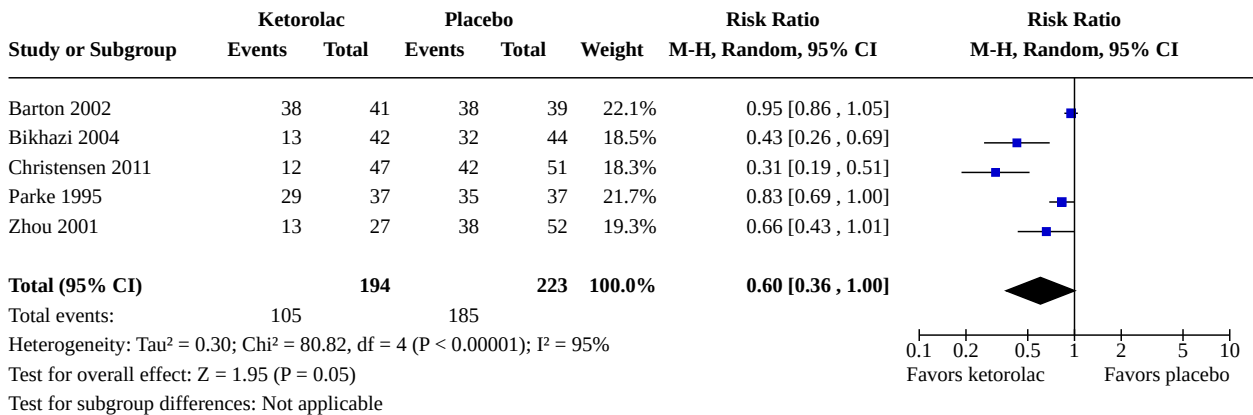 Ketorolac Placebo Risk Ratio Risk Ratio
Study or Subgroup Events Total Events Total Weight M-H, Random, 95% CI M-H, Random, 95% CI
Barton 2002 38 41 38 39 22.1% 0.95 [0.86 , 1.05]
Bikhazi 2004 13 42 32 44 18.5% 0.43 [0.26 , 0.69]
Christensen 2011 12 47 42 51 18.3% 0.31 [0.19 , 0.51]
Parke 1995 29 37 35 37 21.7% 0.83 [0.69 , 1.00]
Zhou 2001 13 27 38 52 19.3% 0.66 [0.43 , 1.01]
Total (95% CI) 194 223 100.0% 0.60 [0.36 , 1.00]
Total events: 105 185
Heterogeneity: Tau² = 0.30; Chi² = 80.82, df = 4 (P < 0.00001); I² = 95%
0.1 0.2 0.5 1 2 5 10
Test for overall effect: Z = 1.95 (P = 0.05) Favors ketorolac Favors placebo
Test for subgroup differences: Not applicable